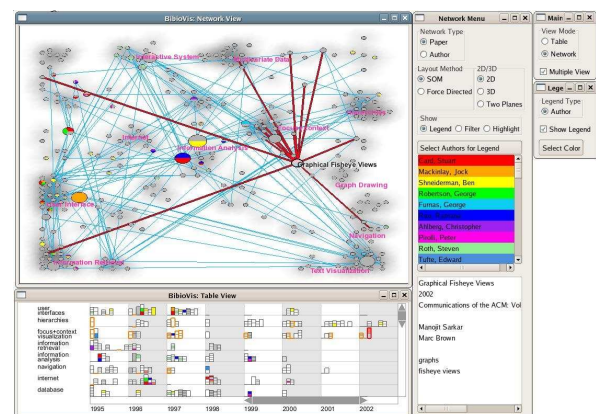 BiblioVis: Network View
Interactive System
Multivariate Data
Internet
Information Analysis
Focus+Context
Graphical Fisheye Views
Graph Drawing
User Interface
Navigation
Information Retrieval
Text Visualization
Network Menu
Network Type
Paper
Author
Layout Method
2D/3D
SOM
2D
Force Directed
3D
Two Planes
Show
Legend Filter Highlight
Select Authors for Legend
Card, Stuart
Mackinlay, Jock
Shneiderman, Ben
Robertson, George
Furnas, George
Ahlberg, Christopher
Pirolli, Peter
Roth, Steven
Tufte, Edward
Graphical Fisheye Views
2002
Communications of the ACM: Vol
Manojit Sarkar
Marc Brown
graphs
fisheye views
Main
View Mode
Table
Network
Multiple View
Lege
Legend Type
Author
Show Legend
Select Color
BiblioVis: Table View
user
interfaces
hierarchies
focus+context
visualization
information
retrieval
information
analysis
navigation
internet
database
1995 1996 1997 1998 1999 2000 2001 2002